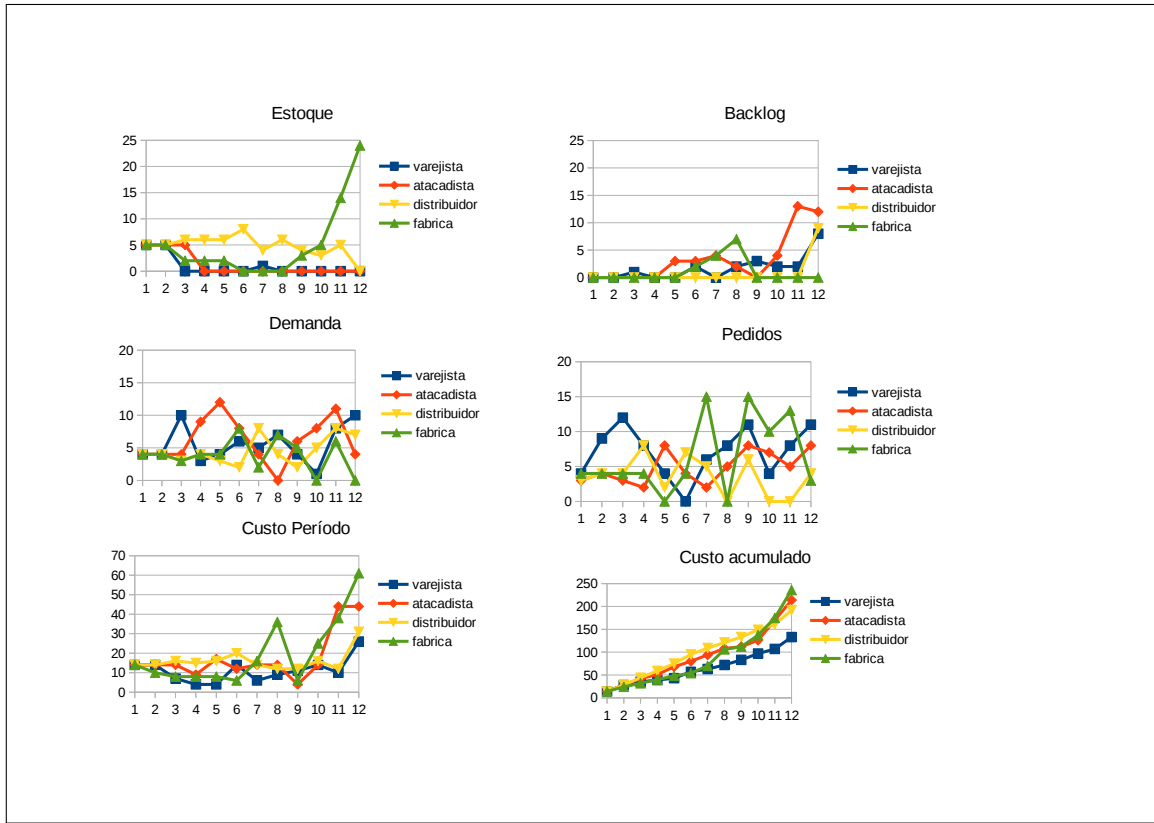 Estoque
25
20
15
10
5
0
1 2 3 4 5 6 7 8 9 10 11 12
varejista
atacadista
distribuidor
fabrica
Backlog
25
20
15
10
5
0
1 2 3 4 5 6 7 8 9 10 11 12
varejista
atacadista
distribuidor
fabrica
Demanda
20
15
10
5
0
1 2 3 4 5 6 7 8 9 10 11 12
varejista
atacadista
distribuidor
fabrica
Pedidos
20
15
10
5
0
1 2 3 4 5 6 7 8 9 10 11 12
varejista
atacadista
distribuidor
fabrica
Custo Período
70
60
50
40
30
20
10
0
1 2 3 4 5 6 7 8 9 10 11 12
varejista
atacadista
distribuidor
fabrica
Custo acumulado
250
200
150
100
50
0
1 2 3 4 5 6 7 8 9 10 11 12
varejista
atacadista
distribuidor
fabrica